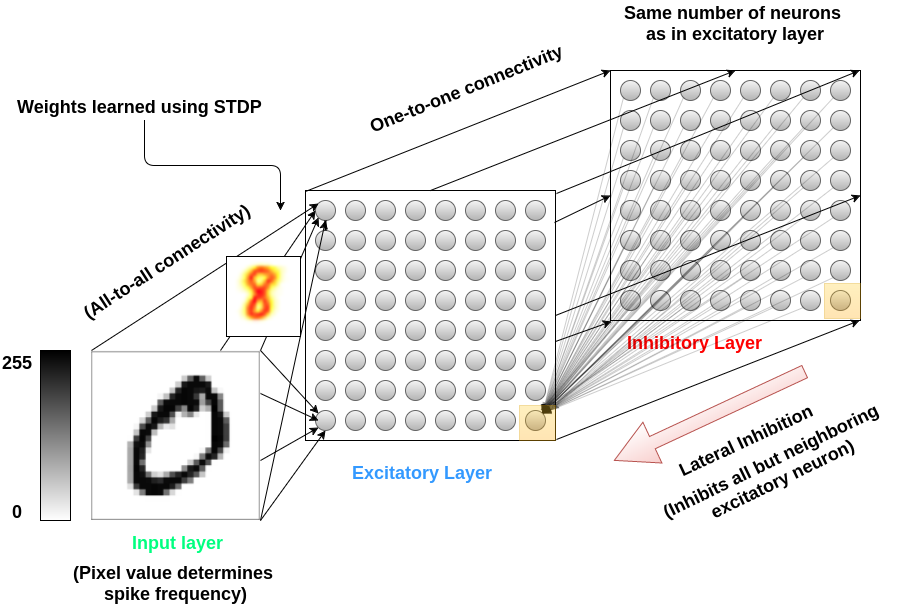 Same number of neurons
as in excitatory layer
One-to-one connectivity
Weights learned using STDP
(All-to-all connectivity)
255
0
Inhibitory Layer
Excitatory Layer
Lateral Inhibition
(Inhibits all but neighboring
excitatory neuron)
Input layer
(Pixel value determines
spike frequency)
8
0